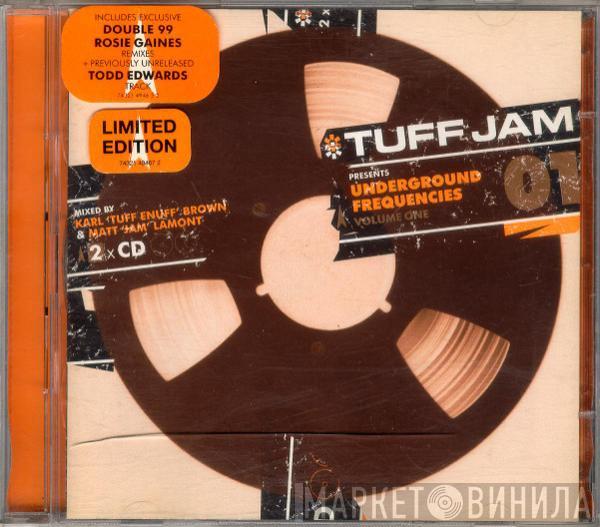 INCLUDES EXCLUSIVE
DOUBLE 99
ROSIE GAINES
REMIXES
+ PREVIOUSLY UNRELEASED
TODD EDWARDS
TRACK
LIMITED
EDITION
TUFF JAM
PRESENTS
UNDERGROUND
FREQUENCIES
VOLUME ONE
01
MIXED BY
KARL 'TUFF ENUFF' BROWN
& MATT 'JAM' LAMONT
2 x CD
2 x
МАРКЕТ ВИНИЛА